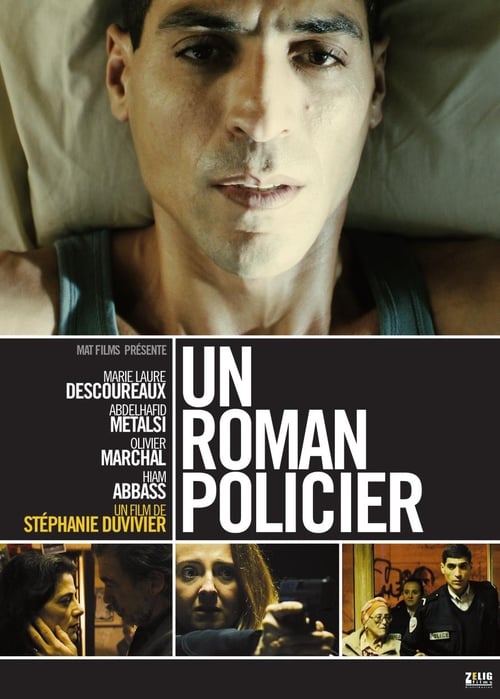 MAT FILMS PRÉSENTE
MARIE LAURE
DESCOUREAUX
ABDELHAFID
METALSI
OLIVIER
MARCHAL
HIAM
ABBASS
UN FILM DE
STÉPHANIE DUVIVIER
UN
ROMAN
POLICIER
POLICE
ZELIG
films